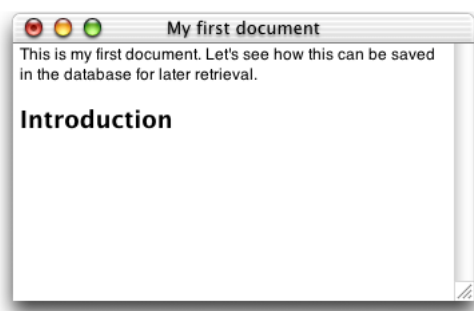 My first document
This is my first document. Let's see how this can be saved
in the database for later retrieval.
Introduction